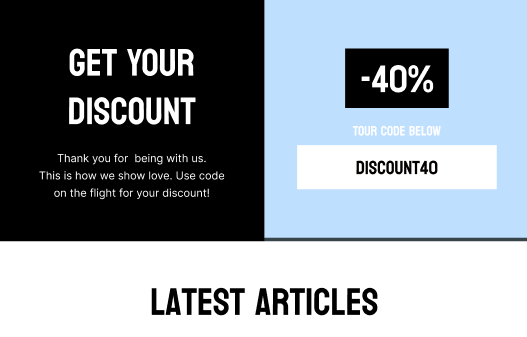 GET YOUR
DISCOUNT
Thank you for  being with us.
This is how we show love. Use code
on the flight for your discount!
-40%
TOUR CODE BELOW
DISCOUNT40
LATEST ARTICLES